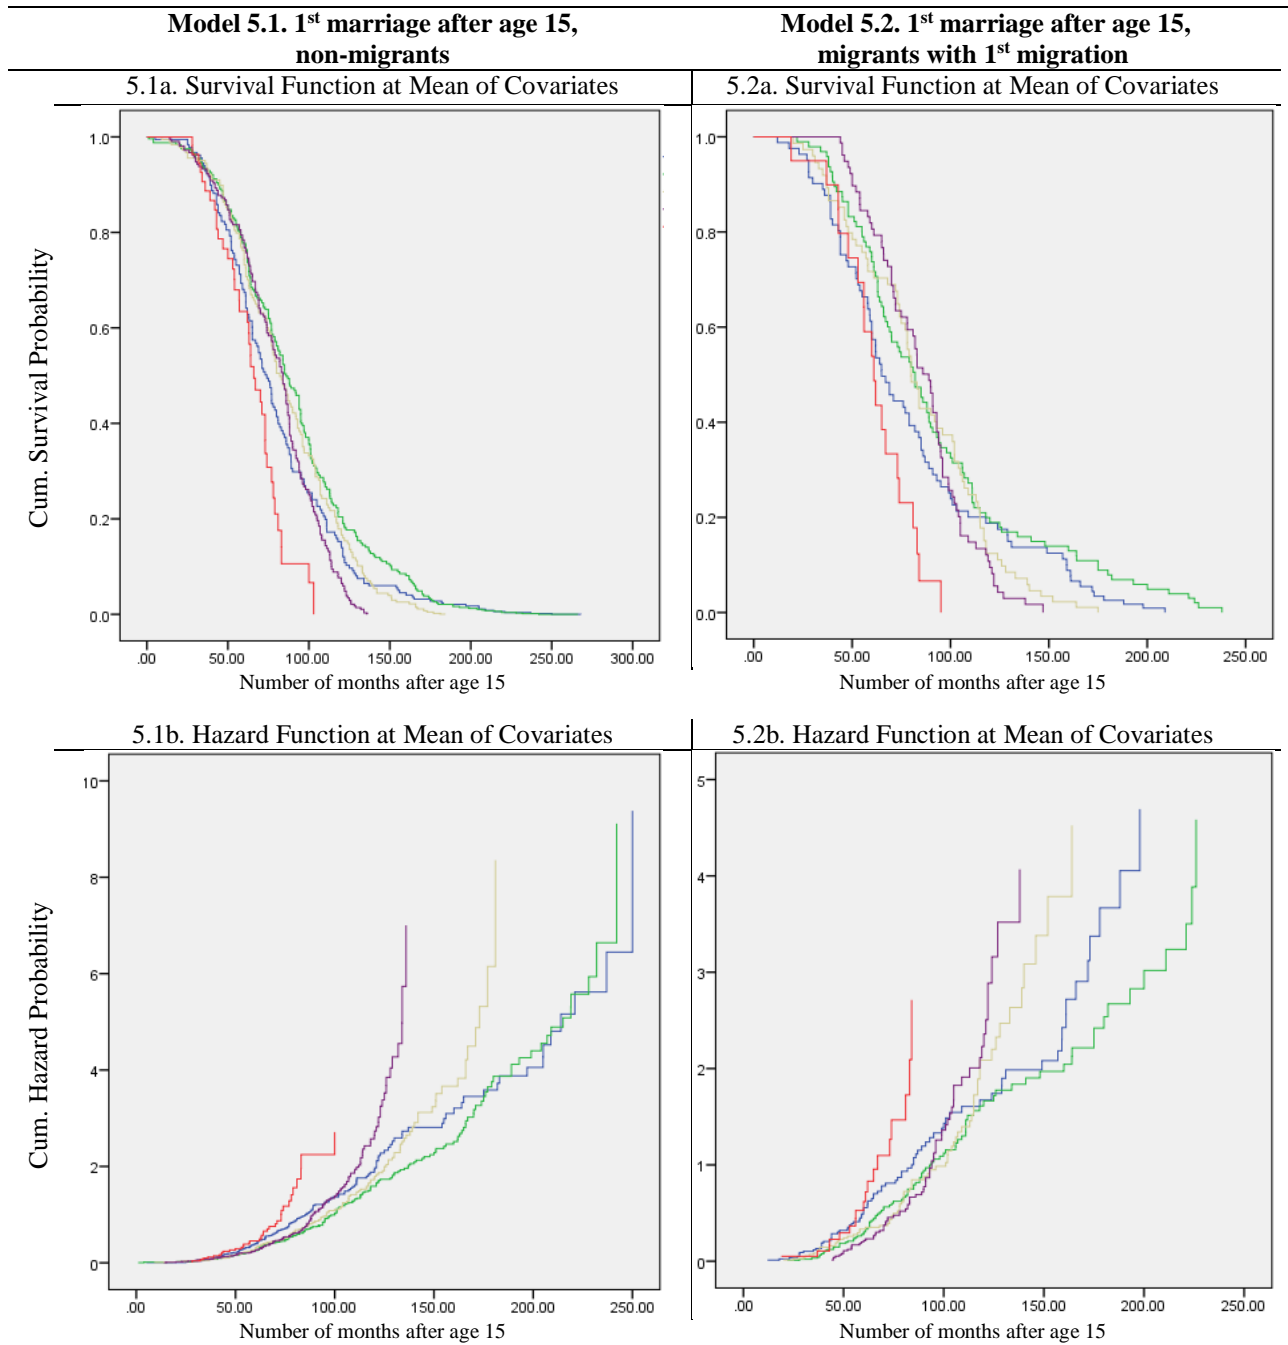 Model 5.1. 1st marriage after age 15,
non-migrants
Model 5.2. 1st marriage after age 15,
migrants with 1st migration
5.1a. Survival Function at Mean of Covariates
5.2a. Survival Function at Mean of Covariates
Cum. Survival Probability
1.0
0.8
0.6
0.4
0.2
0.0
.00 50.00 100.00 150.00 200.00 250.00 300.00
Number of months after age 15
1.0
0.8
0.6
0.4
0.2
0.0
.00 50.00 100.00 150.00 200.00 250.00
Number of months after age 15
5.1b. Hazard Function at Mean of Covariates
5.2b. Hazard Function at Mean of Covariates
Cum. Hazard Probability
10
8
6
4
2
0
.00 50.00 100.00 150.00 200.00 250.00
Number of months after age 15
5
4
3
2
1
0
.00 50.00 100.00 150.00 200.00 250.00
Number of months after age 15